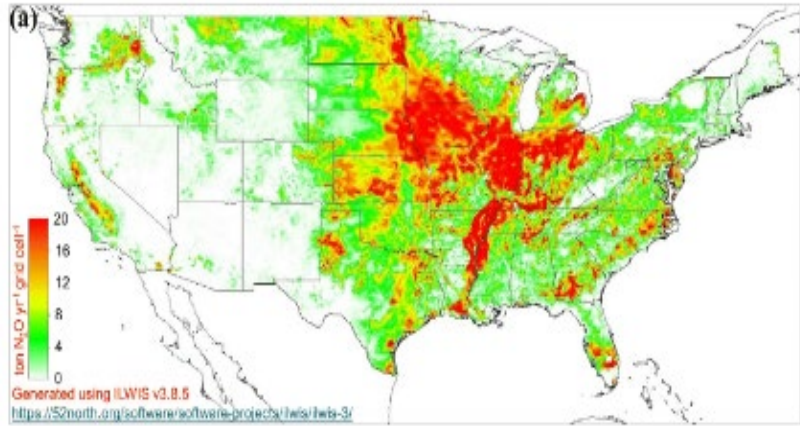 (a)
20
16
12
8
4
0
ton N₂O yr⁻¹ grid cell⁻¹
Generated using ILWIS v3.8.5
https://52north.org/software/software-projects/ilwis/ilwis-3/